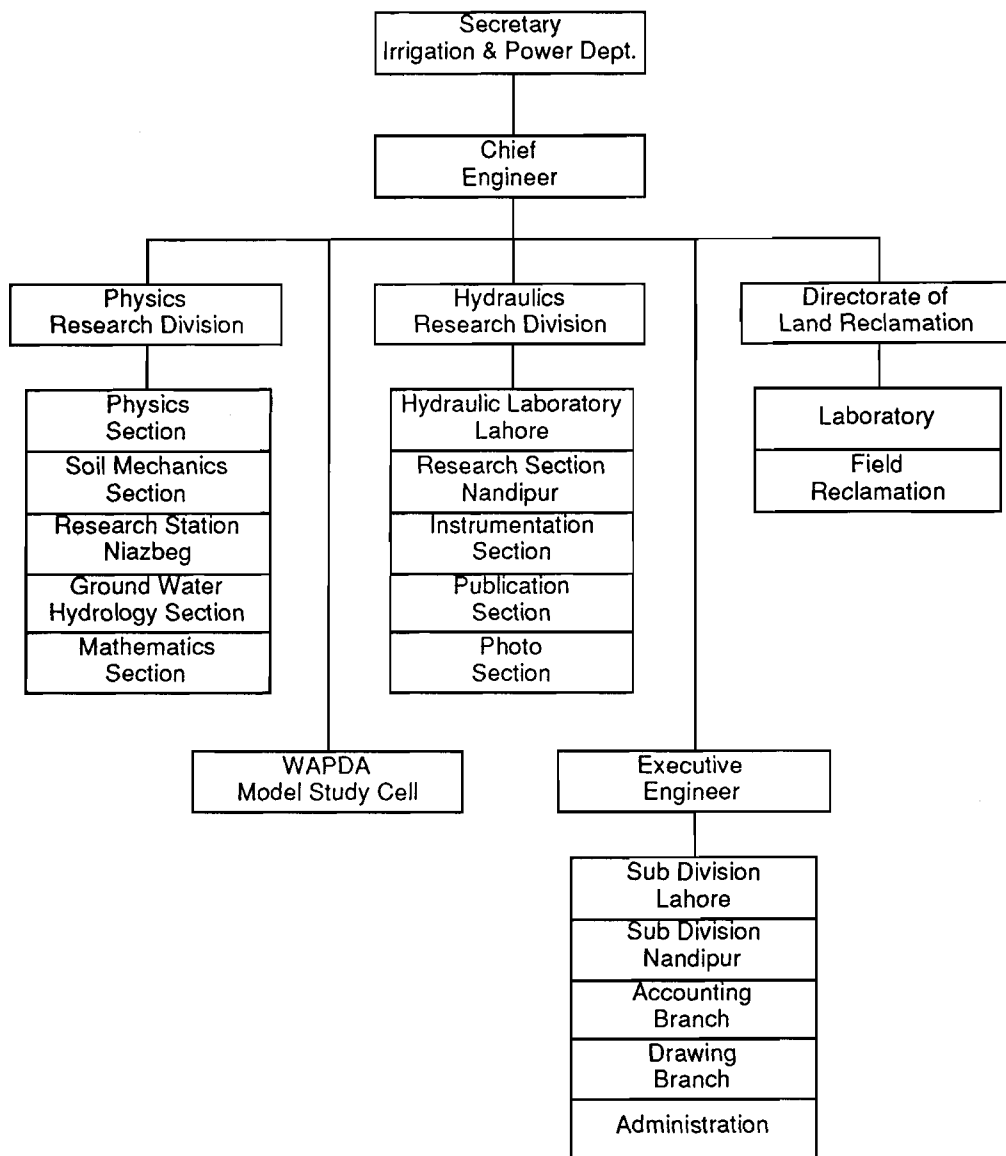 Secretary
Irrigation & Power Dept.
Chief
Engineer
Physics
Research Division
Hydraulics
Research Division
Directorate of
Land Reclamation
Physics
Section
Soil Mechanics
Section
Research Station
Niazbeg
Ground Water
Hydrology Section
Mathematics
Section
Hydraulic Laboratory
Lahore
Research Section
Nandipur
Instrumentation
Section
Publication
Section
Photo
Section
Laboratory
Field
Reclamation
WAPDA
Model Study Cell
Executive
Engineer
Sub Division
Lahore
Sub Division
Nandipur
Accounting
Branch
Drawing
Branch
Administration